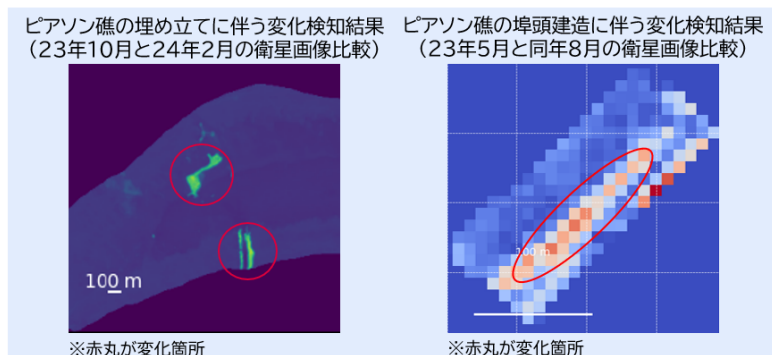 ピアソン礁の埋め立てに伴う変化検知結果
（23年10月と24年2月の衛星画像比較）
100 m
※赤丸が変化箇所
ピアソン礁の埠頭建造に伴う変化検知結果
（23年5月と同年8月の衛星画像比較）
100 m
※赤丸が変化箇所